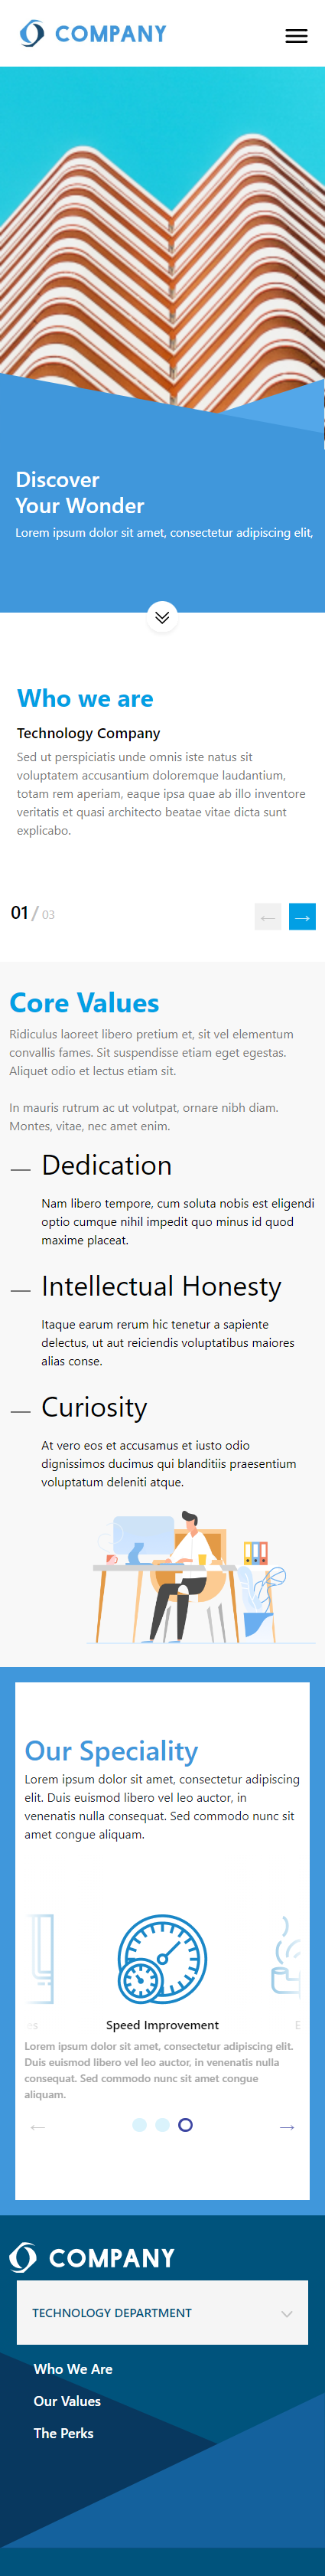 COMPANY
Discover
Your Wonder
Lorem ipsum dolor sit amet, consectetur adipiscing elit,
Who we are
Technology Company
Sed ut perspiciatis unde omnis iste natus sit
voluptatem accusantium doloremque laudantium,
totam rem aperiam, eaque ipsa quae ab illo inventore
veritatis et quasi architecto beatae vitae dicta sunt
explicabo.
01 / 03 ← →
Core Values
Ridiculus laoreet libero pretium et, sit vel elementum
convallis fames. Sit suspendisse etiam eget egestas.
Aliquet odio et lectus etiam sit.
In mauris rutrum ac ut volutpat, ornare nibh diam.
Montes, vitae, nec amet enim.
Dedication
Nam libero tempore, cum soluta nobis est eligendi
optio cumque nihil impedit quo minus id quod
maxime placeat.
Intellectual Honesty
Itaque earum rerum hic tenetur a sapiente
delectus, ut aut reiciendis voluptatibus maiores
alias conse.
Curiosity
At vero eos et accusamus et iusto odio
dignissimos ducimus qui blanditiis praesentium
voluptatum deleniti atque.
Our Speciality
Lorem ipsum dolor sit amet, consectetur adipiscing
elit. Duis euismod libero vel leo auctor, in
venenatis nulla consequat. Sed commodo nunc sit
amet congue aliquam.
es Speed Improvement E
Lorem ipsum dolor sit amet, consectetur adipiscing elit.
Duis euismod libero vel leo auctor, in venenatis nulla
consequat. Sed commodo nunc sit amet congue
aliquam.
← →
COMPANY
TECHNOLOGY DEPARTMENT
Who We Are
Our Values
The Perks